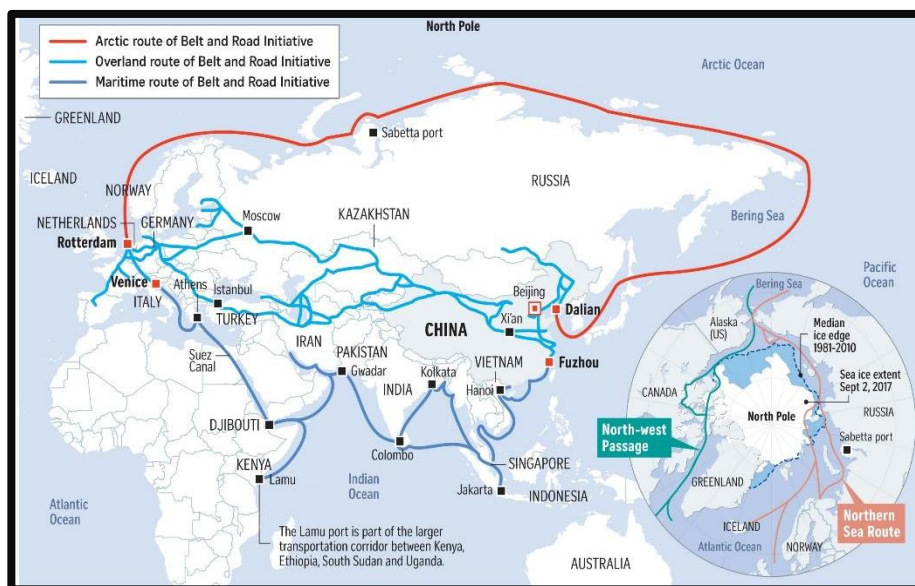 North Pole
Arctic route of Belt and Road Initiative
Overland route of Belt and Road Initiative
Maritime route of Belt and Road Initiative
Arctic Ocean
GREENLAND
Sabetta port
ICELAND
NORWAY
RUSSIA
NETHERLANDS
GERMANY
Moscow
KAZAKHSTAN
Bering Sea
Rotterdam
Pacific
Ocean
Venice
Athens
Istanbul
ITALY
TURKEY
Beijing
Dalian
Xi'an
CHINA
IRAN
Suez
Canal
PAKISTAN
Gwadar
INDIA
Kolkata
VIETNAM
Hanoi
Fuzhou
DJIBOUTI
KENYA
Lamu
Colombo
SINGAPORE
Indian
Ocean
Jakarta
INDONESIA
Atlantic
Ocean
The Lamu port is part of the larger
transportation corridor between Kenya,
Ethiopia, South Sudan and Uganda.
AUSTRALIA
Bering Sea
Alaska
(US)
Median
ice edge
1981-2010
Sea ice extent
Sept 2, 2017
CANADA
North Pole
RUSSIA
North-west
Passage
Sabetta port
GREENLAND
ICELAND
Northern
Sea Route
Atlantic Ocean
NORWAY